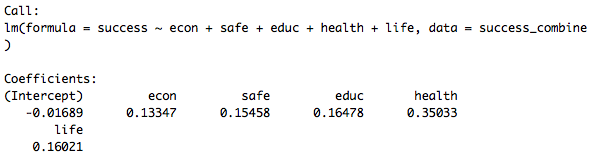 Call:
lm(formula = success ~ econ + safe + educ + health + life, data = success_combine
)
Coefficients:
(Intercept) econ safe educ health
-0.01689 0.13347 0.15458 0.16478 0.35033
life
0.16021